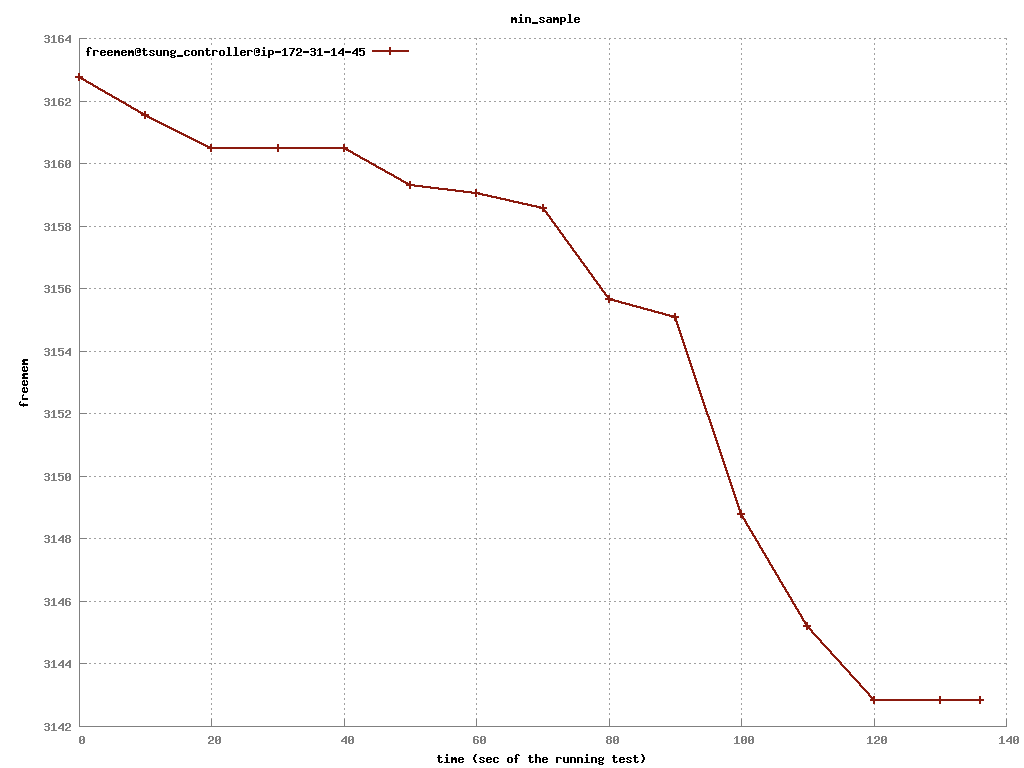 min_sample
freemem@tsung_controller@ip-172-31-14-45
3164
3162
3160
3158
3156
3154
3152
3150
3148
3146
3144
3142
freemem
0 20 40 60 80 100 120 140
time (sec of the running test)